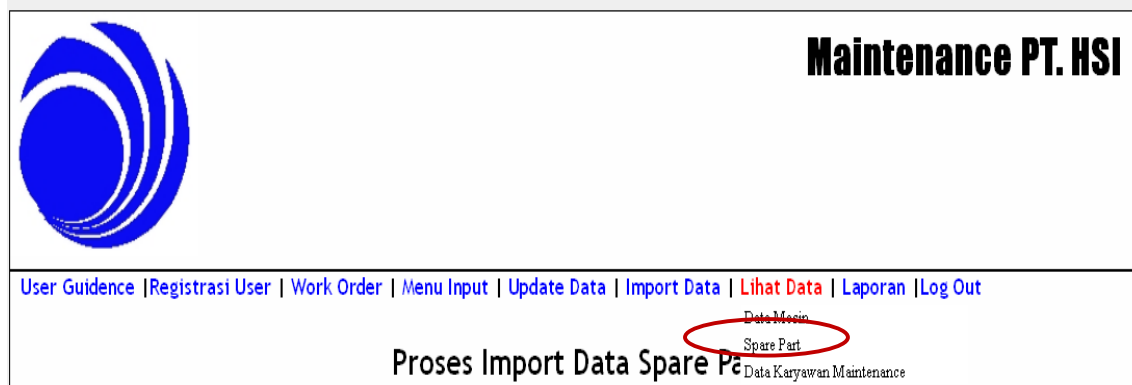 Maintenance PT. HSI
User Guidence |Registrasi User | Work Order | Menu Input | Update Data | Import Data | Lihat Data | Laporan |Log Out
Data Mesin
Spare Part
Proses Import Data Spare Pa
Data Karyawan Maintenance